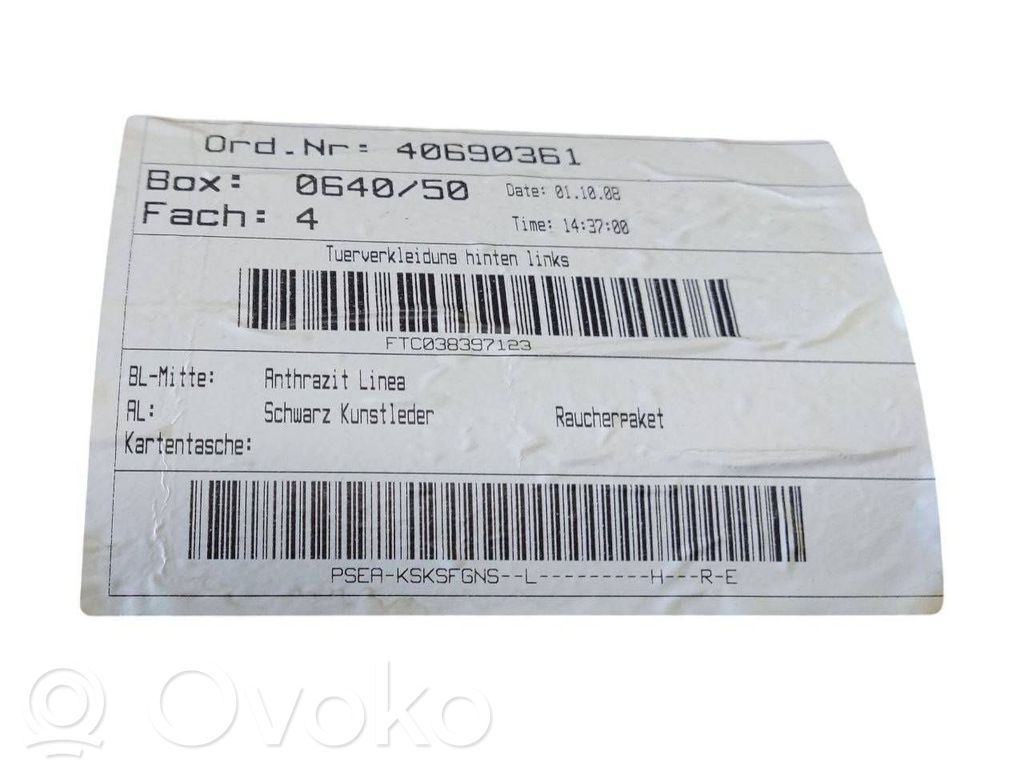 Ord.Nr: 40690361
Box: 0640/50 Date: 01.10.08
Fach: 4 Time: 14:37:00
Tuerverkleidung hinten links
FTC038397123
BL-Mitte: Anthrazit Linea
AL: Schwarz Kunstleder Raucherpaket
Kartentasche:
PSEA-KSKSFGNS--L---------H---R-E
Ovoko